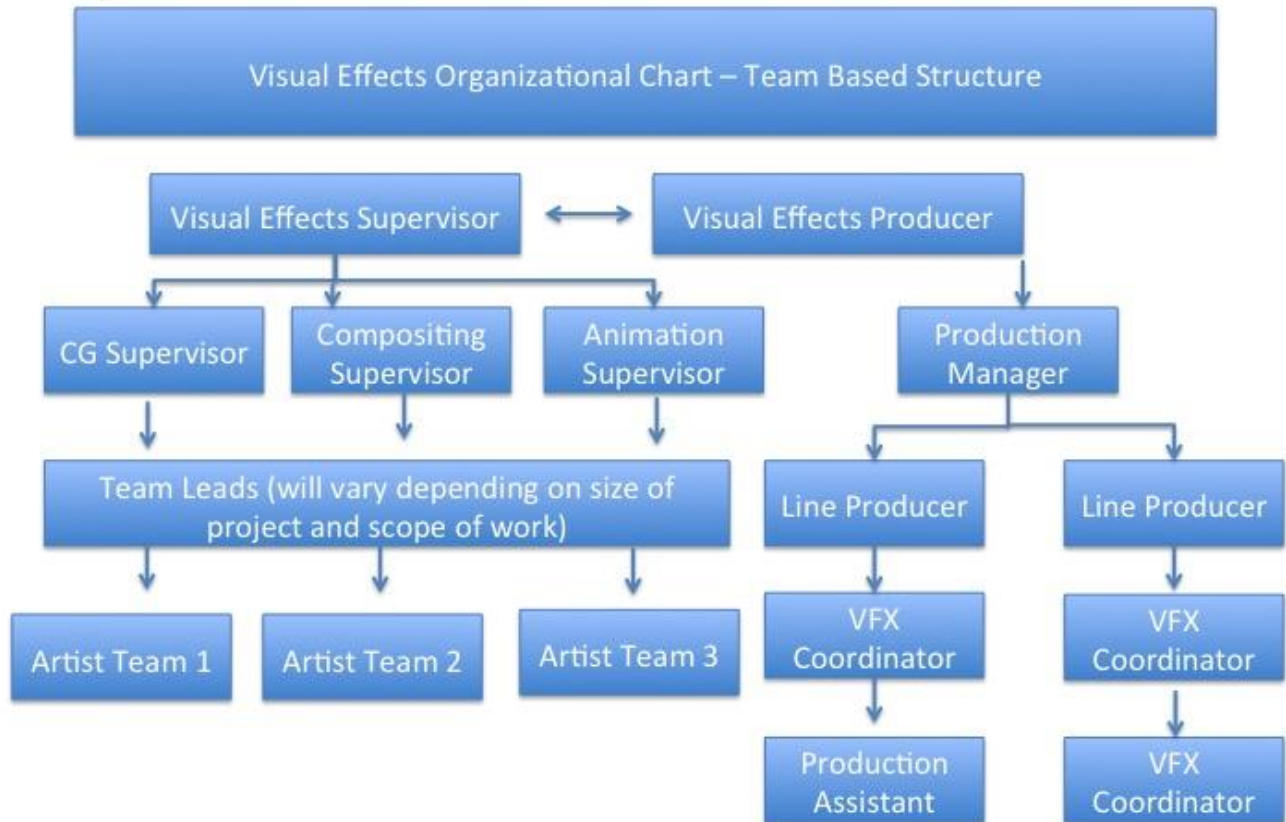 Visual Effects Organizational Chart – Team Based Structure
Visual Effects Supervisor
Visual Effects Producer
CG Supervisor
Compositing
Supervisor
Animation
Supervisor
Production
Manager
Team Leads (will vary depending on size of
project and scope of work)
Line Producer
Line Producer
Artist Team 1
Artist Team 2
Artist Team 3
VFX
Coordinator
VFX
Coordinator
Production
Assistant
VFX
Coordinator